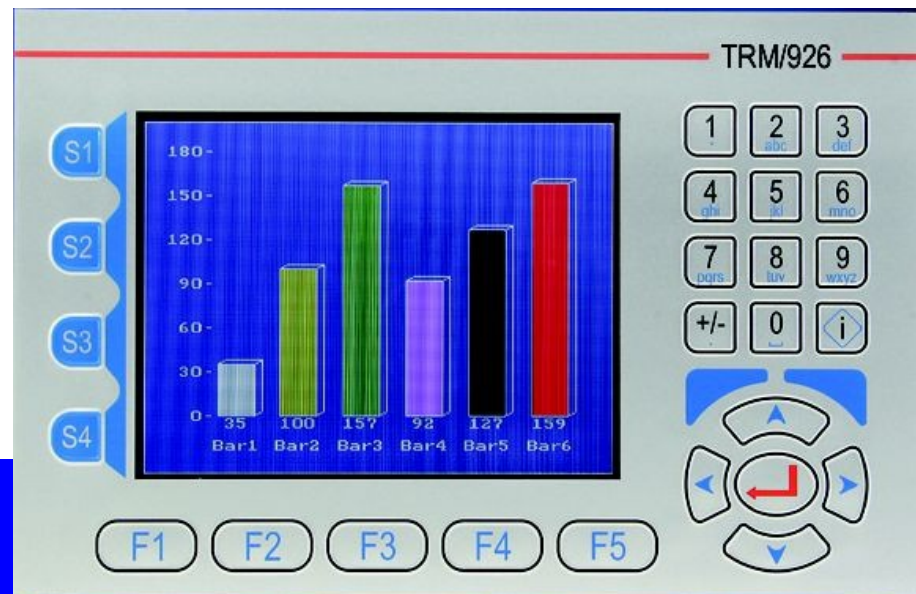 TRM/926
S1
S2
S3
S4
180-
150-
120-
90-
60-
30-
0-
35 100 157 92 127 159
Bar1 Bar2 Bar3 Bar4 Bar5 Bar6
1 2 3
abc def
4 5 6
ghi jkl mno
7 8 9
pqrs tuv wxyz
+/- 0 i
F1 F2 F3 F4 F5